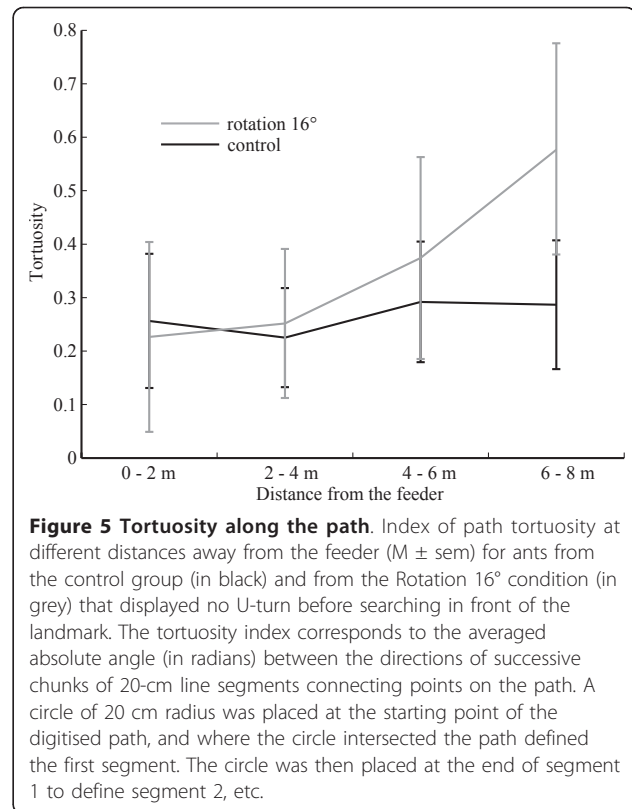 0.8
0.7
0.6
0.5
0.4
0.3
0.2
0.1
0
Tortuosity
rotation 16°
control
0 - 2 m 2 - 4 m 4 - 6 m 6 - 8 m
Distance from the feeder
Figure 5 Tortuosity along the path. Index of path tortuosity at
different distances away from the feeder (M ± sem) for ants from
the control group (in black) and from the Rotation 16° condition (in
grey) that displayed no U-turn before searching in front of the
landmark. The tortuosity index corresponds to the averaged
absolute angle (in radians) between the directions of successive
chunks of 20-cm line segments connecting points on the path. A
circle of 20 cm radius was placed at the starting point of the
digitised path, and where the circle intersected the path defined
the first segment. The circle was then placed at the end of segment
1 to define segment 2, etc.